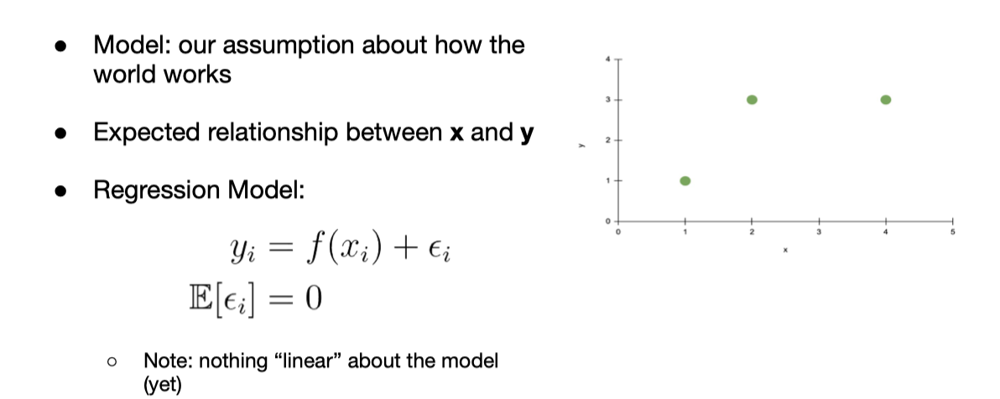 ● Model: our assumption about how the
world works
● Expected relationship between x and y
● Regression Model:
yᵢ = f(xᵢ) + ϵᵢ
𝔼[ϵᵢ] = 0
○ Note: nothing “linear” about the model
(yet)
4
3
2
y
1
0
0 1 2 3 4 5
x